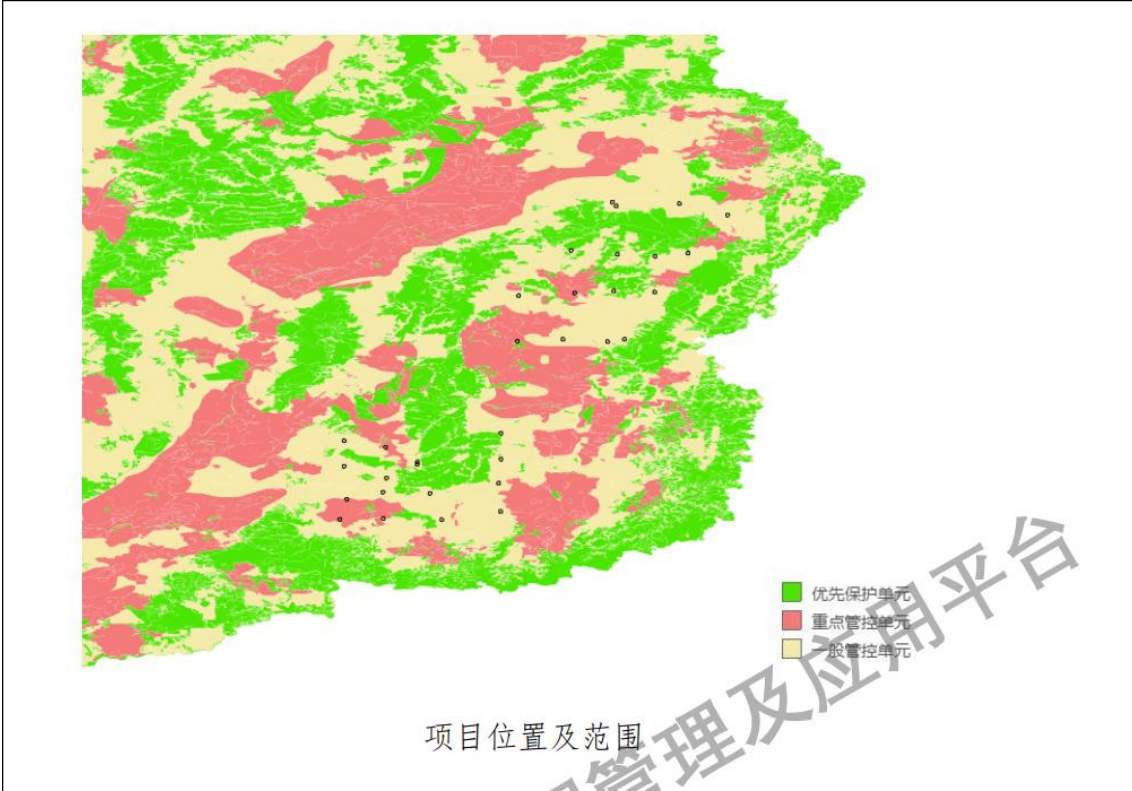 优先保护单元
重点管控单元
一般管控单元
项目位置及范围
管理及应用平台